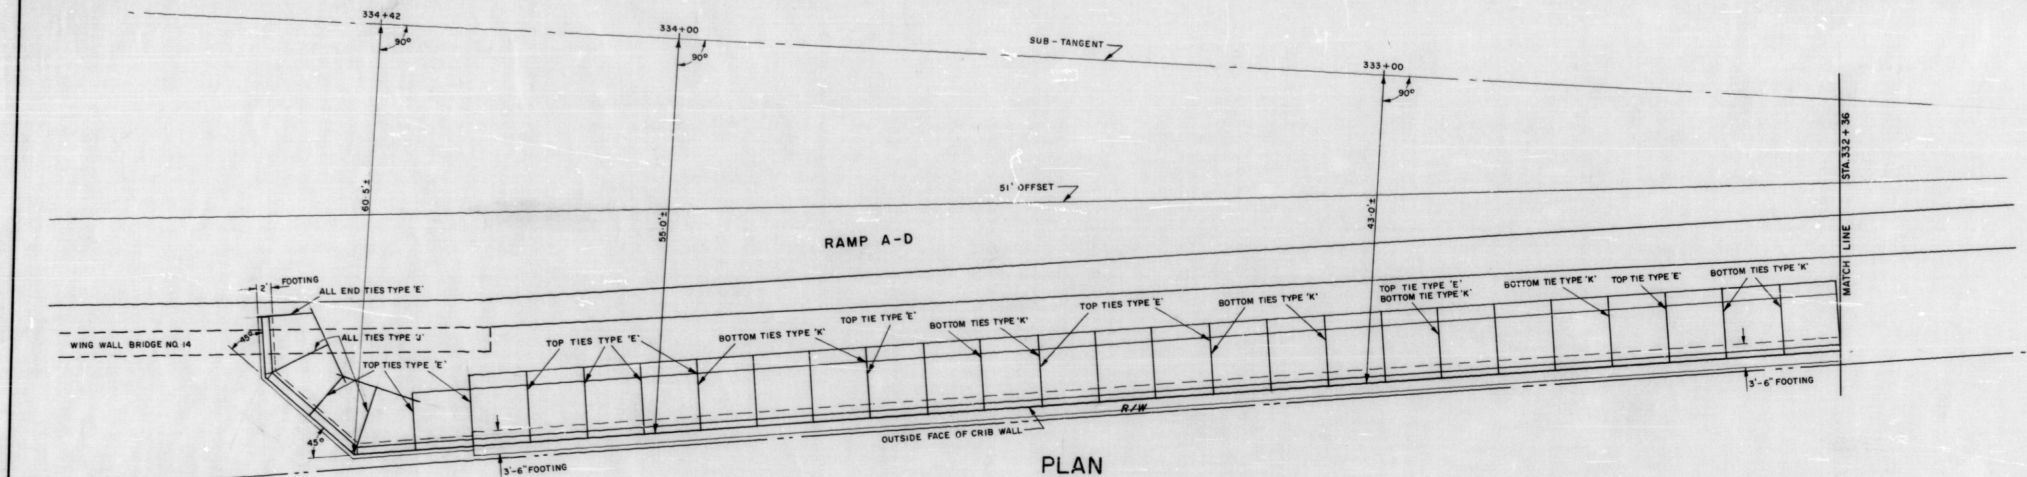 334+42
90°
334+00
90°
SUB-TANGENT
333+00
90°
MATCH LINE STA. 332+36
60.5'±
55.0'±
43.0'±
51' OFFSET
RAMP A-D
2' FOOTING
ALL END TIES TYPE 'E'
45°
WING WALL BRIDGE NO. 14
ALL TIES TYPE 'J'
TOP TIES TYPE 'E'
TOP TIES TYPE 'E'
BOTTOM TIES TYPE 'K'
TOP TIE TYPE 'E'
BOTTOM TIES TYPE 'K'
TOP TIES TYPE 'E'
BOTTOM TIES TYPE 'K'
TOP TIE TYPE 'E'
BOTTOM TIE TYPE 'K'
BOTTOM TIE TYPE 'K'
TOP TIE TYPE 'E'
BOTTOM TIES TYPE 'K'
3'-6" FOOTING
R/W
OUTSIDE FACE OF CRIB WALL
45°
3'-6" FOOTING
PLAN